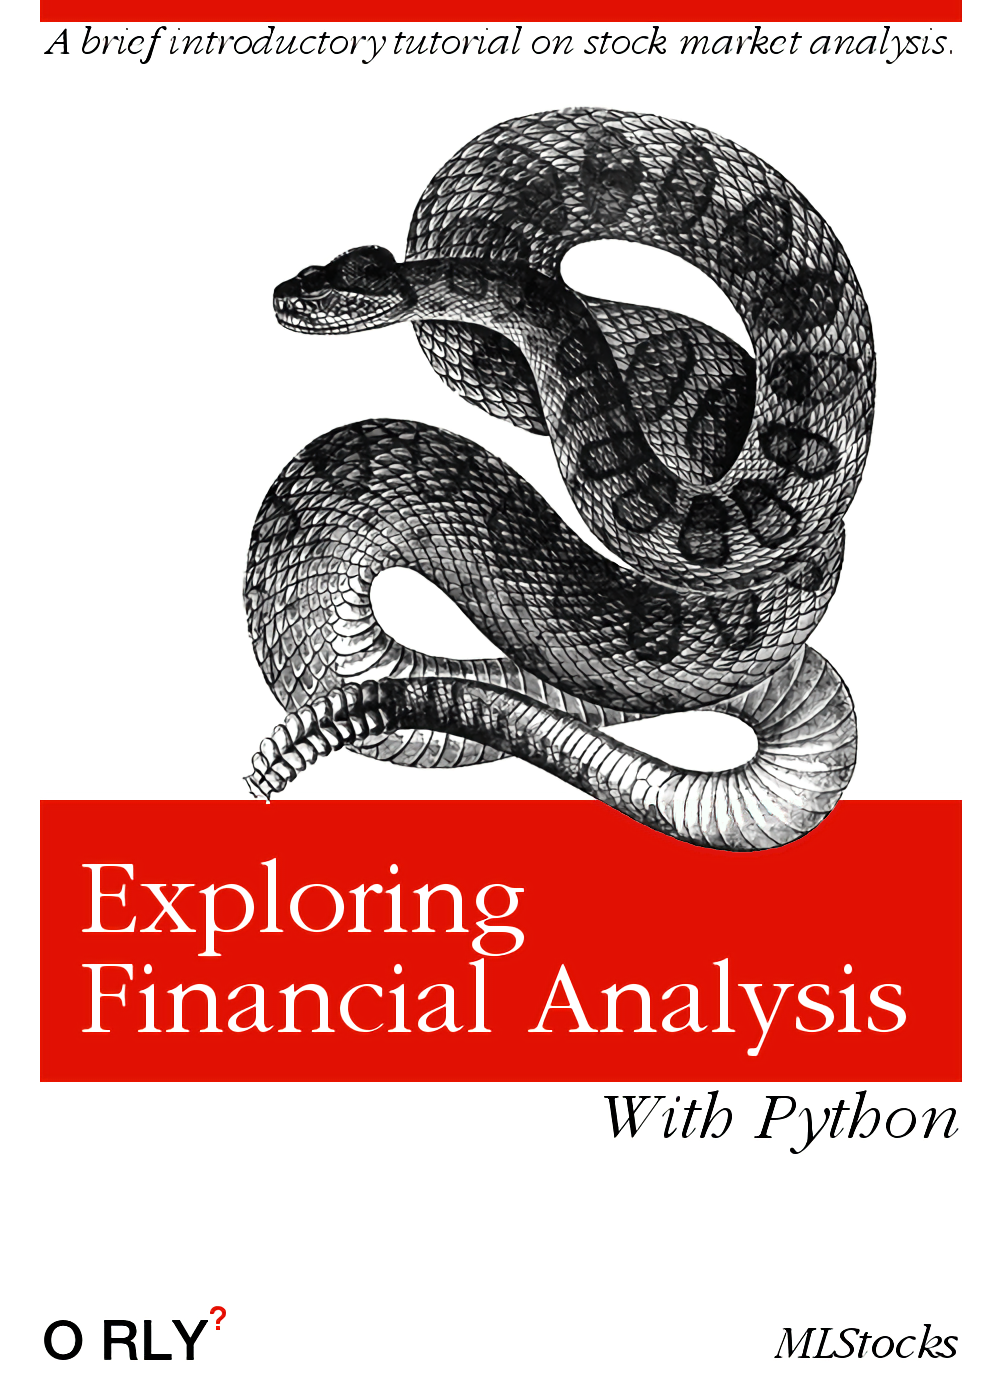 A brief introductory tutorial on stock market analysis.
Exploring
Financial Analysis
With Python
O RLY?
MLStocks